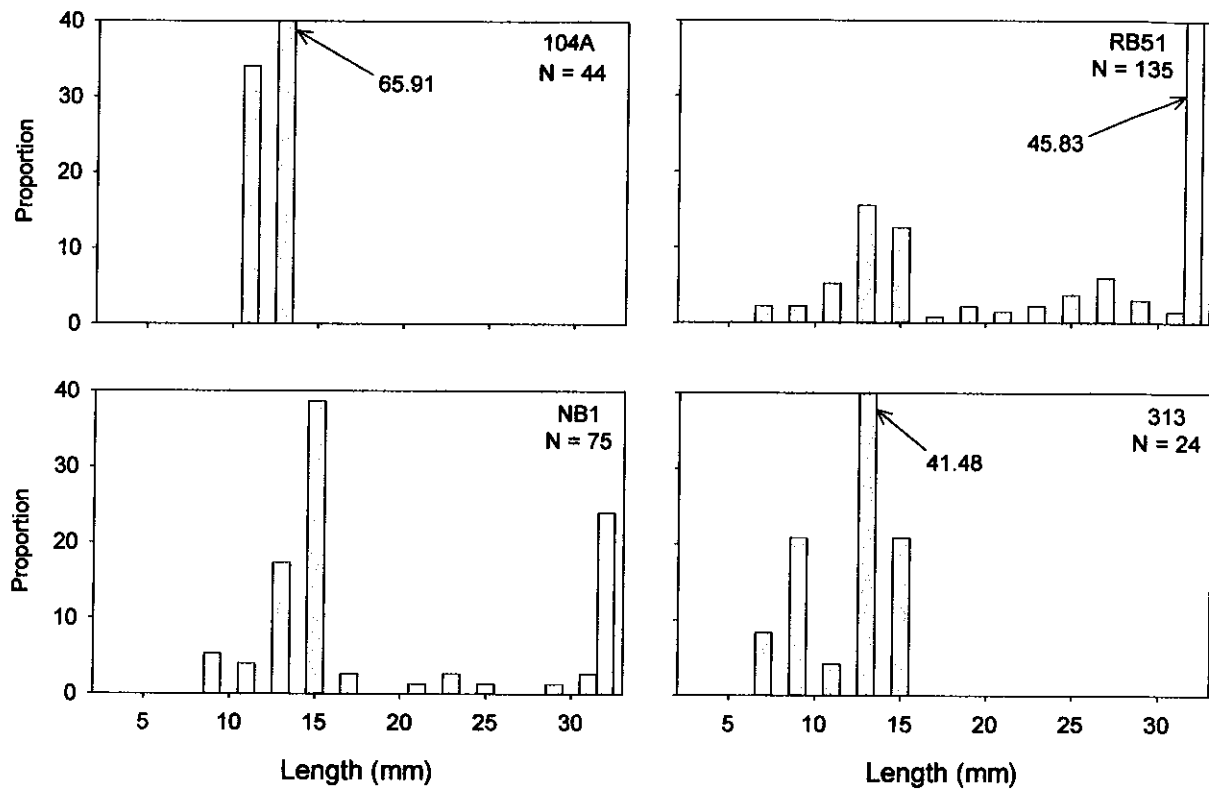 40
30
20
10
0
Proportion
104A
N = 44
65.91
RB51
N = 135
45.83
40
30
20
10
0
Proportion
NB1
N = 75
313
N = 24
41.48
5 10 15 20 25 30
5 10 15 20 25 30
Length (mm)
Length (mm)